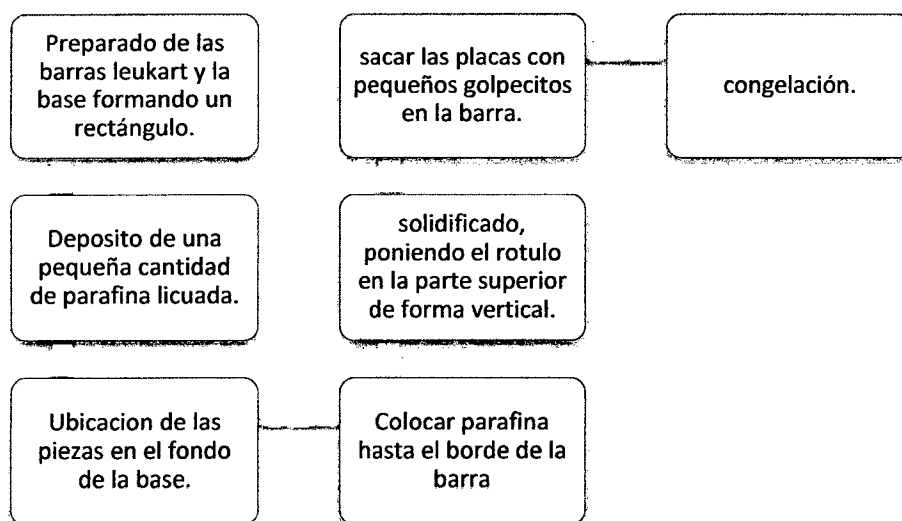 Preparado de las
barras leukart y la
base formando un
rectángulo.
Deposito de una
pequeña cantidad
de parafina licuada.
Ubicacion de las
piezas en el fondo
de la base.
Colocar parafina
hasta el borde de la
barra
solidificado,
poniendo el rotulo
en la parte superior
de forma vertical.
sacar las placas con
pequeños golpecitos
en la barra.
congelación.